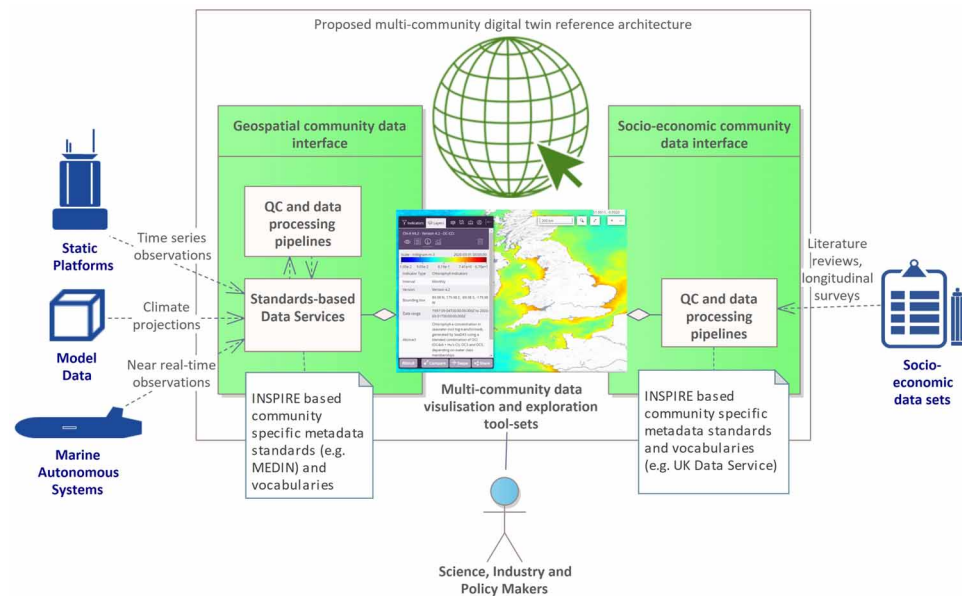 Proposed multi-community digital twin reference architecture
Geospatial community data
interface
QC and data
processing
pipelines
Standards-based
Data Services
Static
Platforms
Time series
observations
Model
Data
Climate
projections
Near real-time
observations
Marine
Autonomous
Systems
INSPIRE based
community
specific metadata
standards (e.g.
MEDIN) and
vocabularies
Multi-community data
visulisation and exploration
tool-sets
Science, Industry and
Policy Makers
Socio-economic community
data interface
QC and data
processing
pipelines
INSPIRE based
community specific
metadata standards
and vocabularies
(e.g. UK Data Service)
Literature
reviews,
longitudinal
surveys
Socio-
economic
data sets